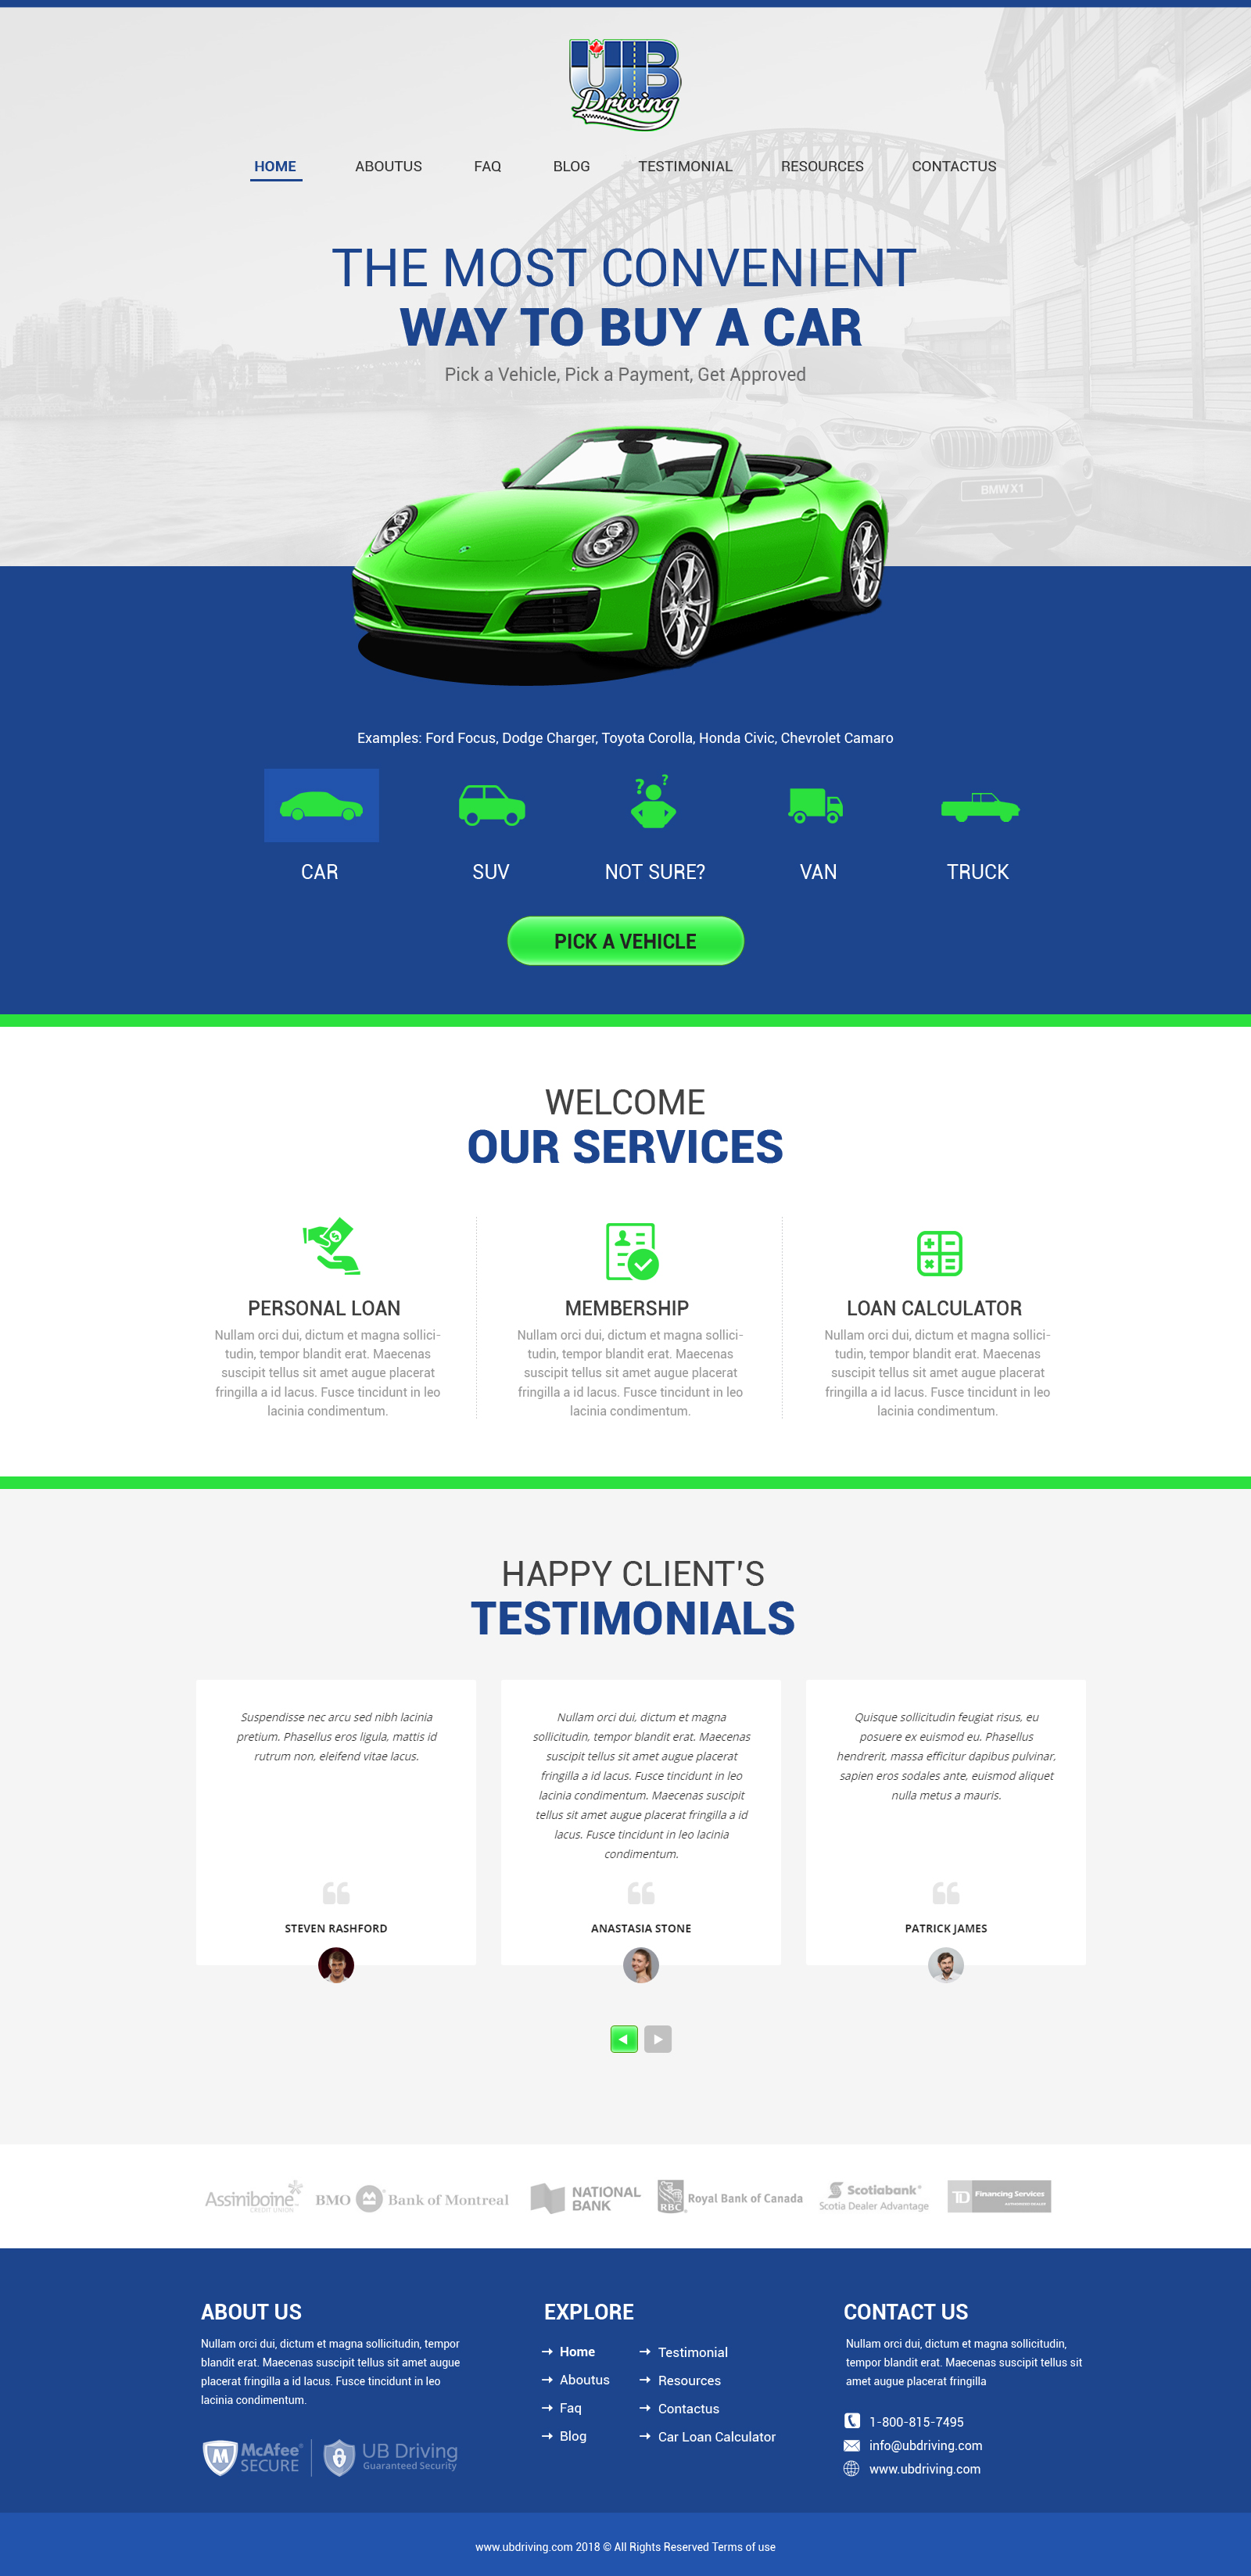 UB
Driving
HOME ABOUTUS FAQ BLOG TESTIMONIAL RESOURCES CONTACTUS
THE MOST CONVENIENT
WAY TO BUY A CAR
Pick a Vehicle, Pick a Payment, Get Approved
BMW X1
Examples: Ford Focus, Dodge Charger, Toyota Corolla, Honda Civic, Chevrolet Camaro
? ?
CAR SUV NOT SURE? VAN TRUCK
PICK A VEHICLE
WELCOME
OUR SERVICES
PERSONAL LOAN
Nullam orci dui, dictum et magna sollici-
tudin, tempor blandit erat. Maecenas
suscipit tellus sit amet augue placerat
fringilla a id lacus. Fusce tincidunt in leo
lacinia condimentum.
MEMBERSHIP
Nullam orci dui, dictum et magna sollici-
tudin, tempor blandit erat. Maecenas
suscipit tellus sit amet augue placerat
fringilla a id lacus. Fusce tincidunt in leo
lacinia condimentum.
LOAN CALCULATOR
Nullam orci dui, dictum et magna sollici-
tudin, tempor blandit erat. Maecenas
suscipit tellus sit amet augue placerat
fringilla a id lacus. Fusce tincidunt in leo
lacinia condimentum.
HAPPY CLIENT'S
TESTIMONIALS
Suspendisse nec arcu sed nibh lacinia
pretium. Phasellus eros ligula, mattis id
rutrum non, eleifend vitae lacus.
STEVEN RASHFORD
Nullam orci dui, dictum et magna
sollicitudin, tempor blandit erat. Maecenas
suscipit tellus sit amet augue placerat
fringilla a id lacus. Fusce tincidunt in leo
lacinia condimentum. Maecenas suscipit
tellus sit amet augue placerat fringilla a id
lacus. Fusce tincidunt in leo lacinia
condimentum.
ANASTASIA STONE
Quisque sollicitudin feugiat risus, eu
posuere ex euismod eu. Phasellus
hendrerit, massa efficitur dapibus pulvinar,
sapien eros sodales ante, euismod aliquet
nulla metus a mauris.
PATRICK JAMES
Assiniboine
CREDIT UNION
BMO Bank of Montreal
NATIONAL
BANK
RBC Royal Bank of Canada
Scotiabank
Scotia Dealer Advantage
TD Financing Services
ABOUT US
Nullam orci dui, dictum et magna sollicitudin, tempor
blandit erat. Maecenas suscipit tellus sit amet augue
placerat fringilla a id lacus. Fusce tincidunt in leo
lacinia condimentum.
McAfee
SECURE
UB Driving
Guaranteed Security
EXPLORE
Home
Aboutus
Faq
Blog
Testimonial
Resources
Contactus
Car Loan Calculator
CONTACT US
Nullam orci dui, dictum et magna sollicitudin,
tempor blandit erat. Maecenas suscipit tellus sit
amet augue placerat fringilla
1-800-815-7495
info@ubdriving.com
www.ubdriving.com
www.ubdriving.com 2018 © All Rights Reserved Terms of use